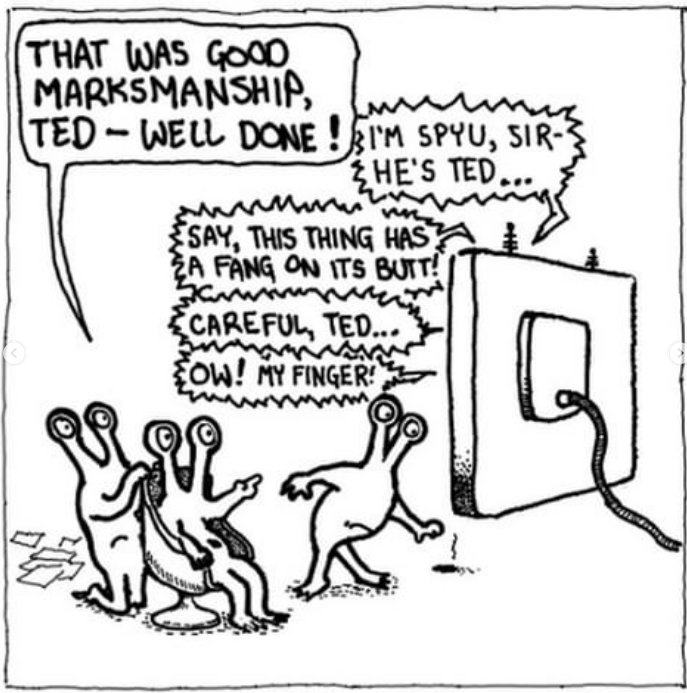 THAT WAS GOOD
MARKSMANSHIP,
TED – WELL DONE!
I'M SPYU, SIR-
HE'S TED...
SAY, THIS THING HAS
A FANG ON ITS BUTT!
CAREFUL, TED...
OW! MY FINGER!